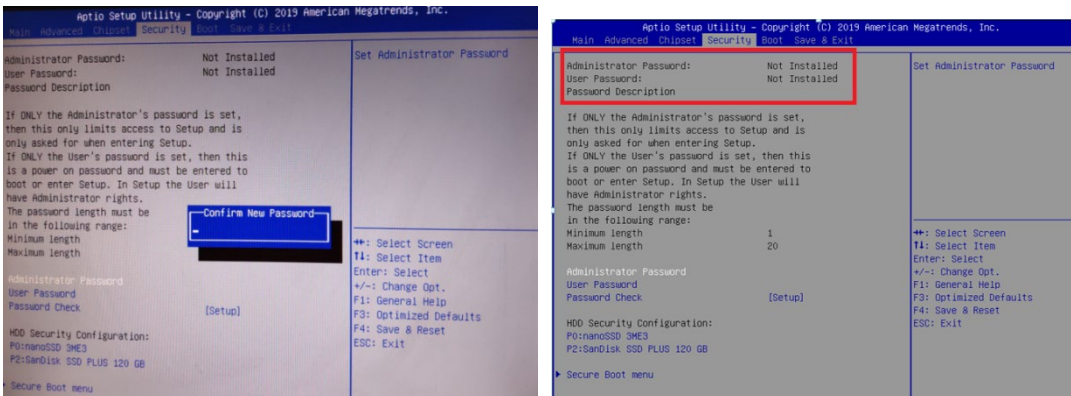 Aptio Setup Utility – Copyright (C) 2019 American Megatrends, Inc.
Main Advanced Chipset Security Boot Save & Exit
Administrator Password: Not Installed
User Password: Not Installed
Password Description
If ONLY the Administrator's password is set,
then this only limits access to Setup and is
only asked for when entering Setup.
If ONLY the User's password is set, then this
is a power on password and must be entered to
boot or enter Setup. In Setup the User will
have Administrator rights.
The password length must be
in the following range:
Minimum length
Maximum length
Confirm New Password
Administrator Password
User Password
Password Check [Setup]
HDD Security Configuration:
P0:nanoSSD 3ME3
P2:SanDisk SSD PLUS 120 GB
Secure Boot menu
Set Administrator Password
↔: Select Screen
↑↓: Select Item
Enter: Select
+/-: Change Opt.
F1: General Help
F3: Optimized Defaults
F4: Save & Reset
ESC: Exit
Aptio Setup Utility – Copyright (C) 2019 American Megatrends, Inc.
Main Advanced Chipset Security Boot Save & Exit
Administrator Password: Not Installed
User Password: Not Installed
Password Description
If ONLY the Administrator's password is set,
then this only limits access to Setup and is
only asked for when entering Setup.
If ONLY the User's password is set, then this
is a power on password and must be entered to
boot or enter Setup. In Setup the User will
have Administrator rights.
The password length must be
in the following range:
Minimum length 1
Maximum length 20
Administrator Password
User Password
Password Check [Setup]
HDD Security Configuration:
P0:nanoSSD 3ME3
P2:SanDisk SSD PLUS 120 GB
Secure Boot menu
Set Administrator Password
↔: Select Screen
↑↓: Select Item
Enter: Select
+/-: Change Opt.
F1: General Help
F3: Optimized Defaults
F4: Save & Reset
ESC: Exit